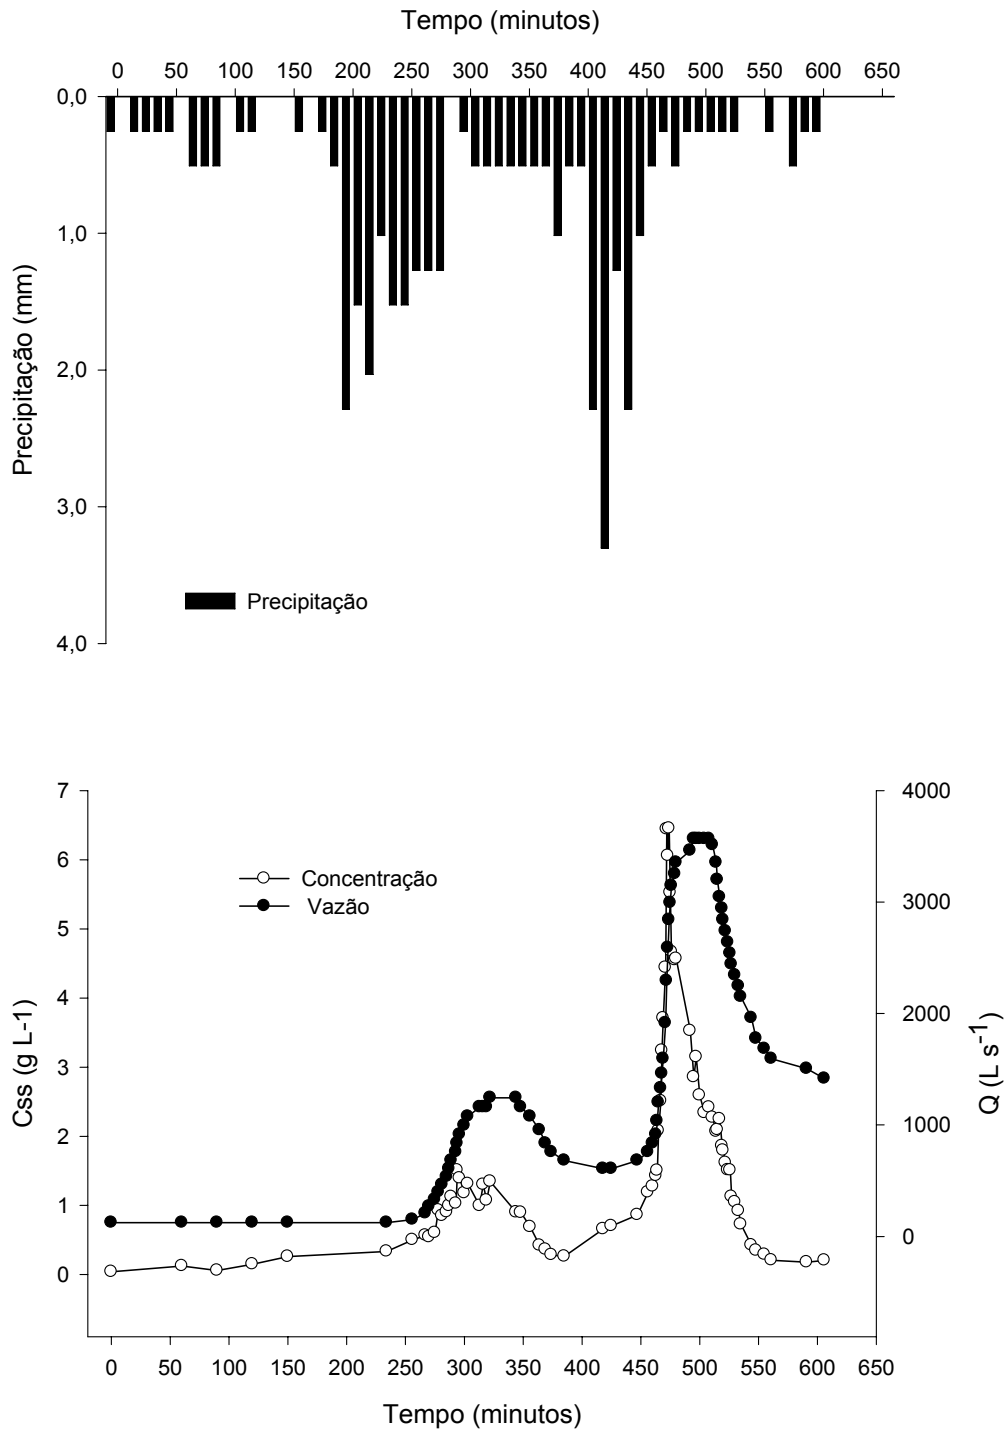 Tempo (minutos)
0 50 100 150 200 250 300 350 400 450 500 550 600 650
0,0
1,0
2,0
3,0
4,0
Precipitação (mm)
Precipitação
7
6
5
4
3
2
1
0
Css (g L-1)
Concentração
Vazão
4000
3000
2000
1000
0
Q (L s⁻¹)
0 50 100 150 200 250 300 350 400 450 500 550 600 650
Tempo (minutos)